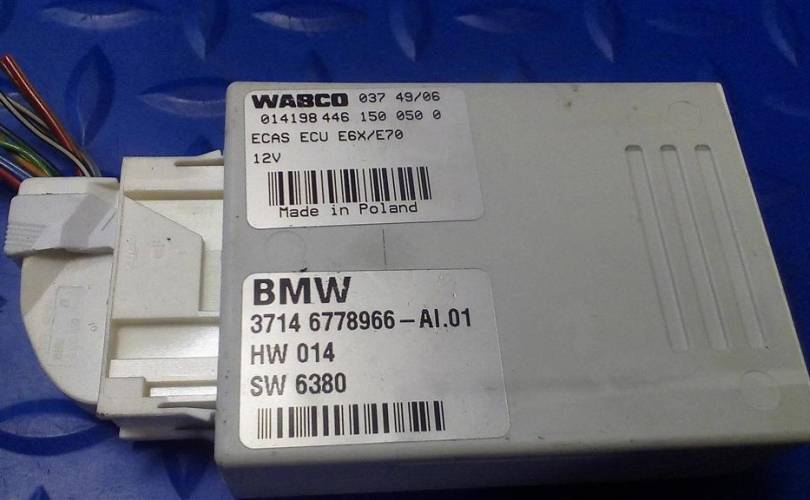 WABCO 037 49/06
014198 446 150 050 0
ECAS ECU E6X/E70
12V
Made in Poland
BMW
3714 6778966-AI.01
HW 014
SW 6380